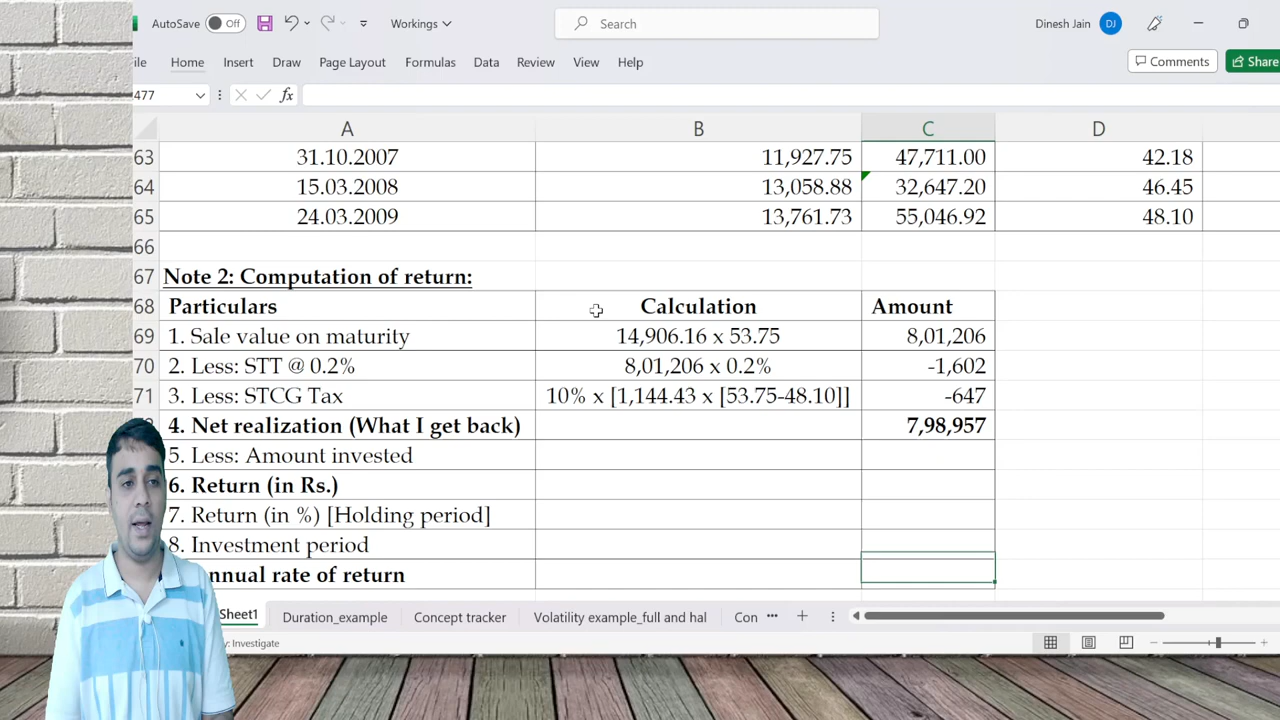 AutoSave Off Workings Search Dinesh Jain DJ
ile Home Insert Draw Page Layout Formulas Data Review View Help Comments Share
477 fx
A B C D
63 31.10.2007 11,927.75 47,711.00 42.18
64 15.03.2008 13,058.88 32,647.20 46.45
65 24.03.2009 13,761.73 55,046.92 48.10
66
67 Note 2: Computation of return:
68 Particulars Calculation Amount
69 1. Sale value on maturity 14,906.16 x 53.75 8,01,206
70 2. Less: STT @ 0.2% 8,01,206 x 0.2% -1,602
71 3. Less: STCG Tax 10% x [1,144.43 x [53.75-48.10]] -647
4. Net realization (What I get back) 7,98,957
5. Less: Amount invested
6. Return (in Rs.)
7. Return (in %) [Holding period]
8. Investment period
nnual rate of return
Sheet1 Duration_example Concept tracker Volatility example_full and hal Con ...
y: Investigate